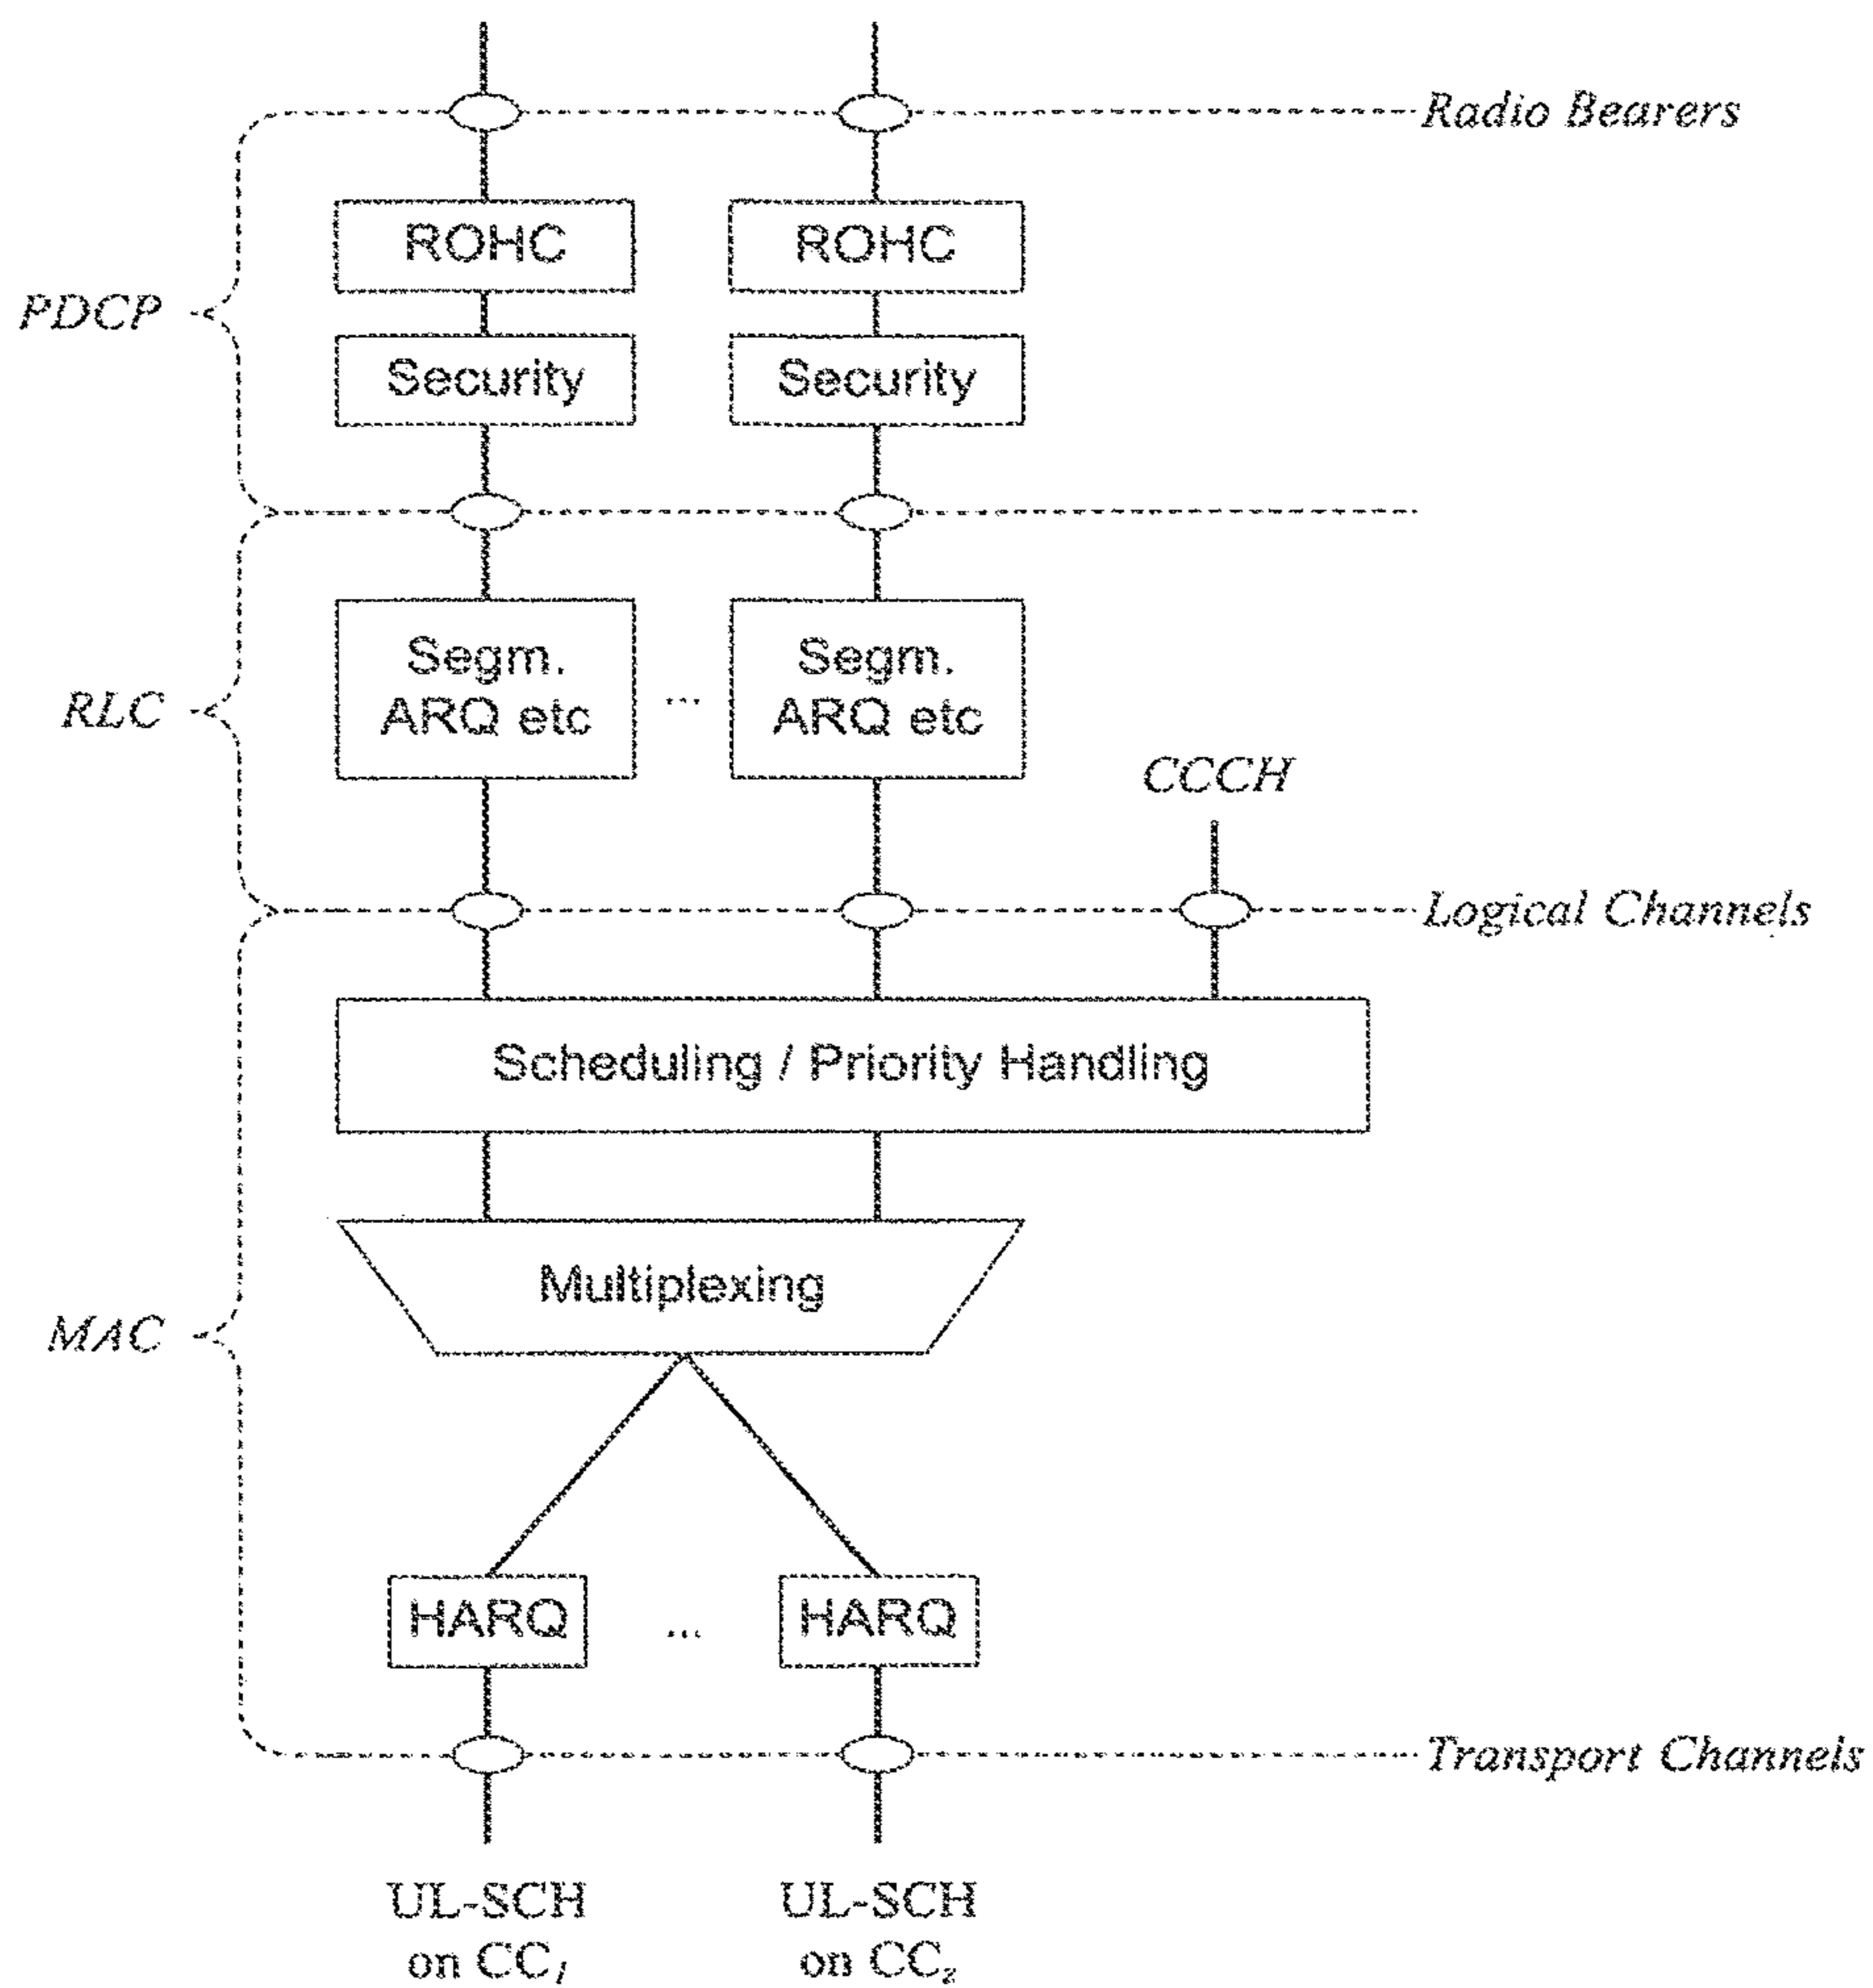 Radio Bearers
ROHC
ROHC
PDCP
Security
Security
Segm.
ARQ etc
...
Segm.
ARQ etc
RLC
CCCH
Logical Channels
Scheduling / Priority Handling
Multiplexing
MAC
HARQ
...
HARQ
Transport Channels
UL-SCH
on CC1
UL-SCH
on CC2